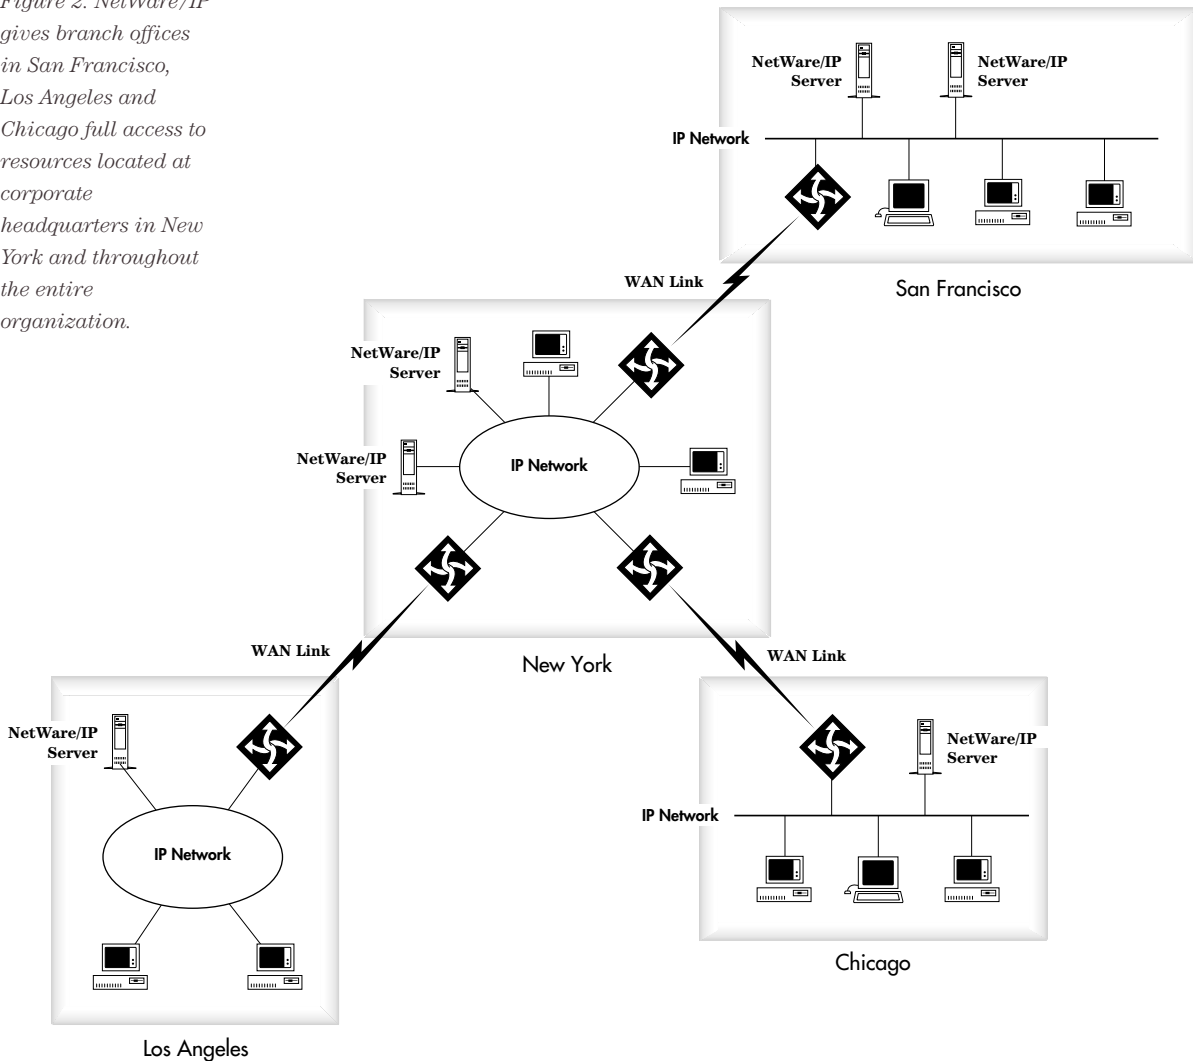 Figure 2. NetWare/IP
gives branch offices
in San Francisco,
Los Angeles and
Chicago full access to
resources located at
corporate
headquarters in New
York and throughout
the entire
organization.
NetWare/IP
Server
NetWare/IP
Server
IP Network
San Francisco
WAN Link
NetWare/IP
Server
NetWare/IP
Server
IP Network
New York
WAN Link
WAN Link
NetWare/IP
Server
IP Network
Los Angeles
NetWare/IP
Server
IP Network
Chicago